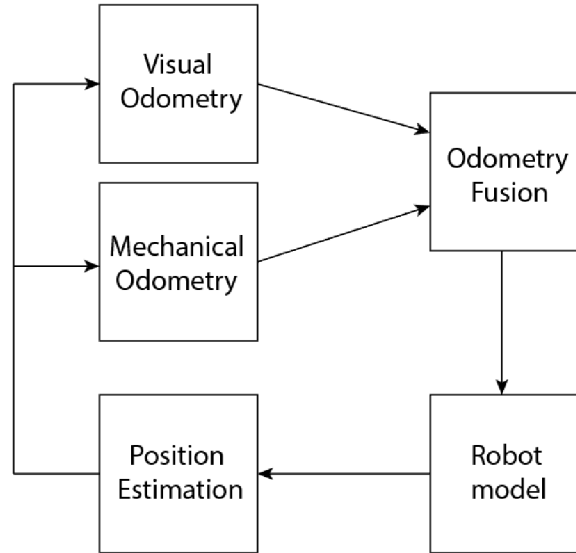 Visual
Odometry
Odometry
Fusion
Mechanical
Odometry
Position
Estimation
Robot
model